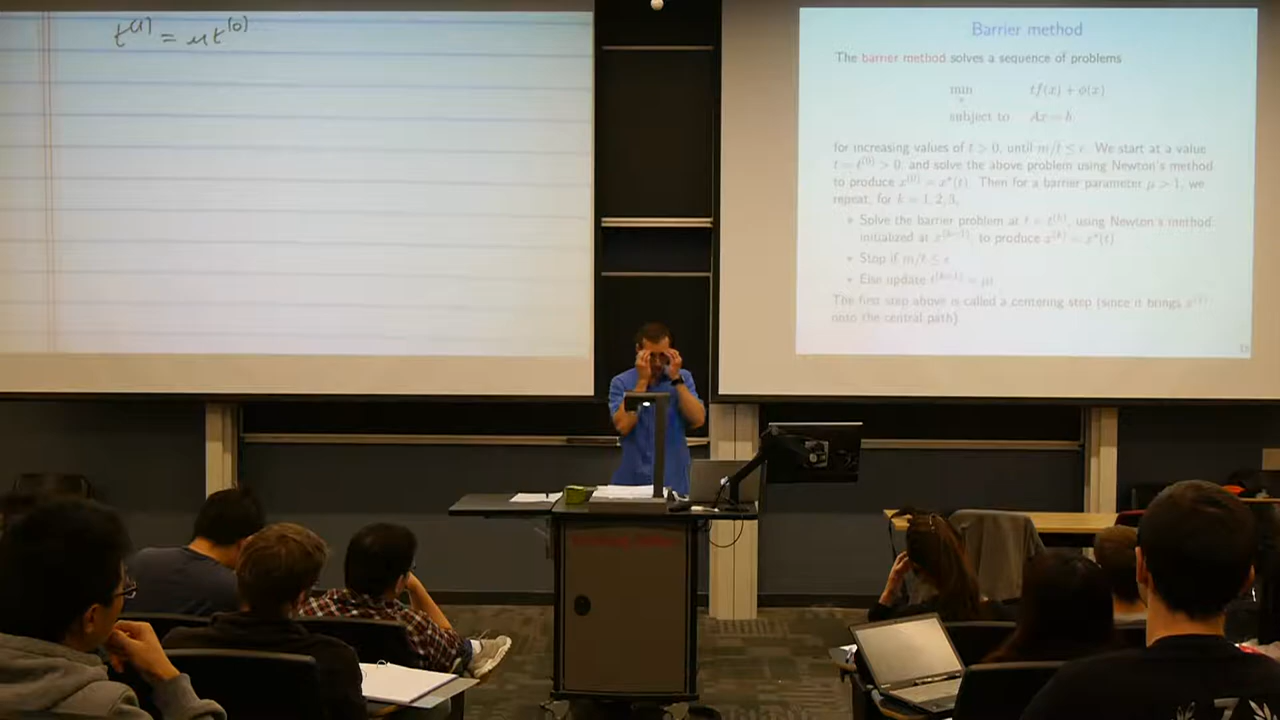 t^(1) = μt^(0)
Barrier method
The barrier method solves a sequence of problems
min_x tf(x) + φ(x)
subject to Ax = b
for increasing values of t > 0, until m/t ≤ ε. We start at a value
t = t^(0) > 0, and solve the above problem using Newton's method
to produce x^(0) = x*(t). Then for a barrier parameter μ > 1, we
repeat, for k = 1, 2, 3,
• Solve the barrier problem at t = t^(k), using Newton's method
initialized at x^(k−1), to produce x^(k) = x*(t)
• Stop if m/t ≤ ε
• Else update t^(k+1) = μt
The first step above is called a centering step (since it brings x^(k)
onto the central path)